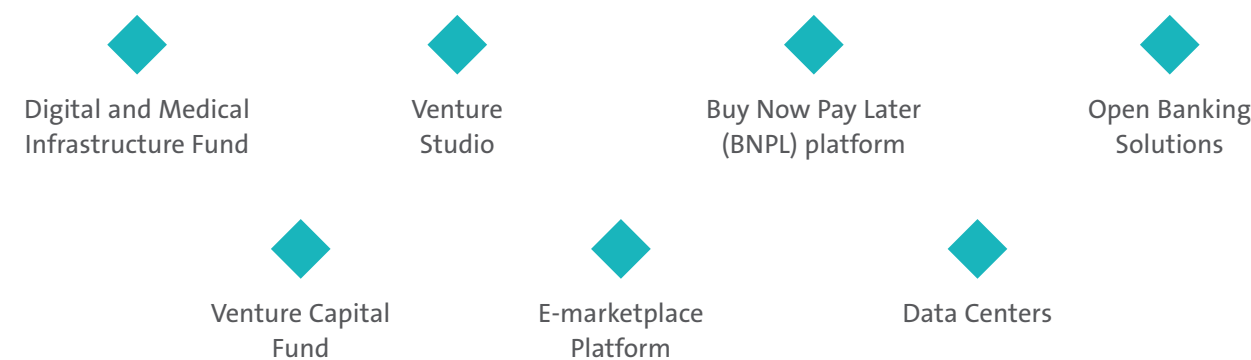 Digital and Medical
Infrastructure Fund
Venture
Studio
Buy Now Pay Later
(BNPL) platform
Open Banking
Solutions
Venture Capital
Fund
E-marketplace
Platform
Data Centers